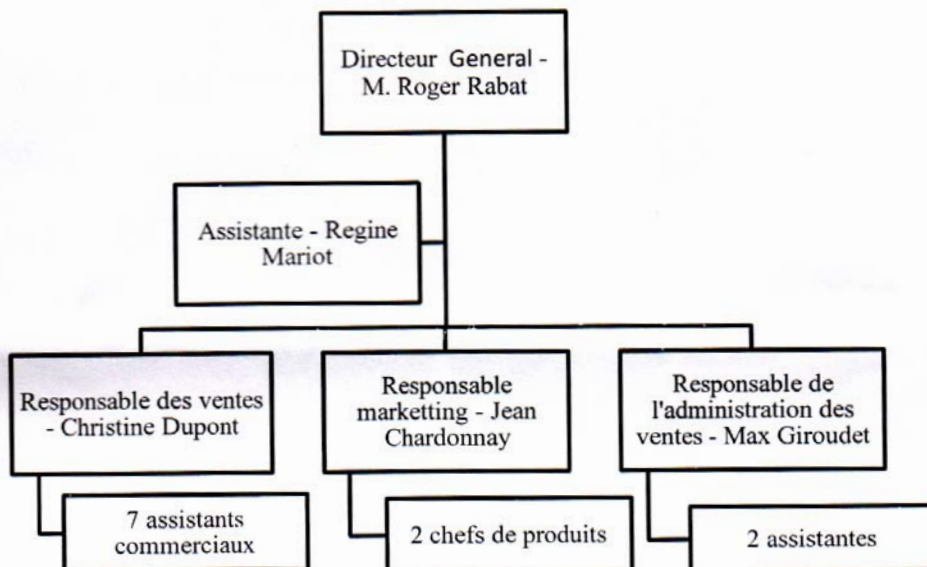 Directeur General -
M. Roger Rabat
Assistante - Regine
Mariot
Responsable des ventes
- Christine Dupont
Responsable
marketting - Jean
Chardonnay
Responsable de
l'administration des
ventes - Max Giroudet
7 assistants
commerciaux
2 chefs de produits
2 assistantes